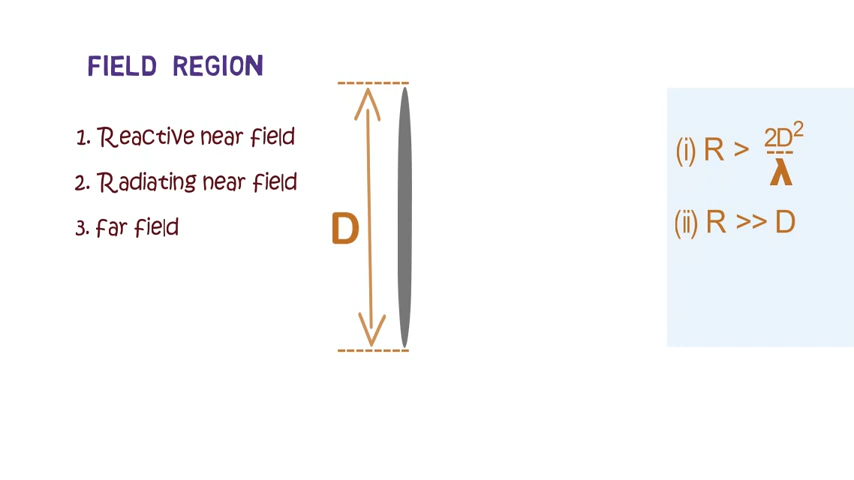 FIELD REGION
1. Reactive near field
2. Radiating near field
3. far field
D
(i) R > 2D²
λ
(ii) R >> D